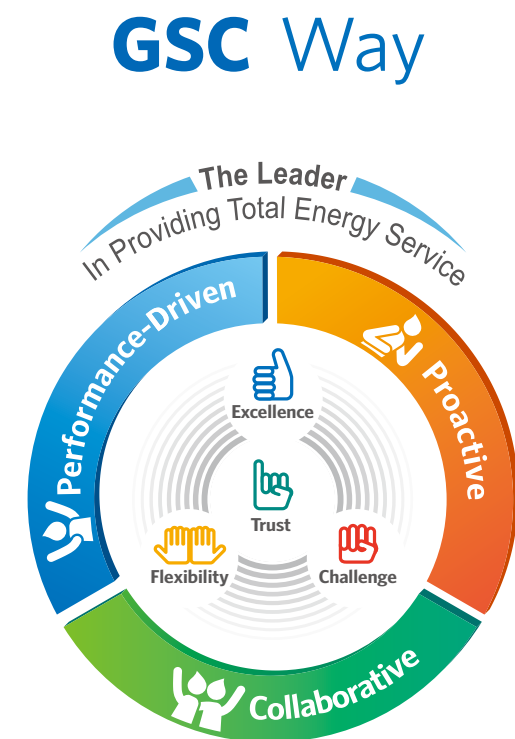 GSC Way
The Leader
In Providing Total Energy Service
Performance-Driven
Proactive
Excellence
Trust
Flexibility
Challenge
Collaborative